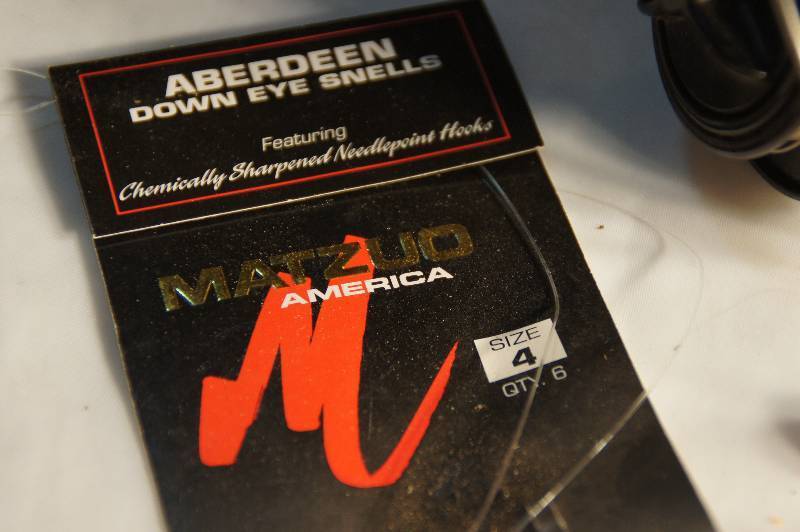 ABERDEEN
DOWN EYE SNELLS
Featuring
Chemically Sharpened Needlepoint Hooks
MATZUO
AMERICA
M
SIZE
4
QTY. 6